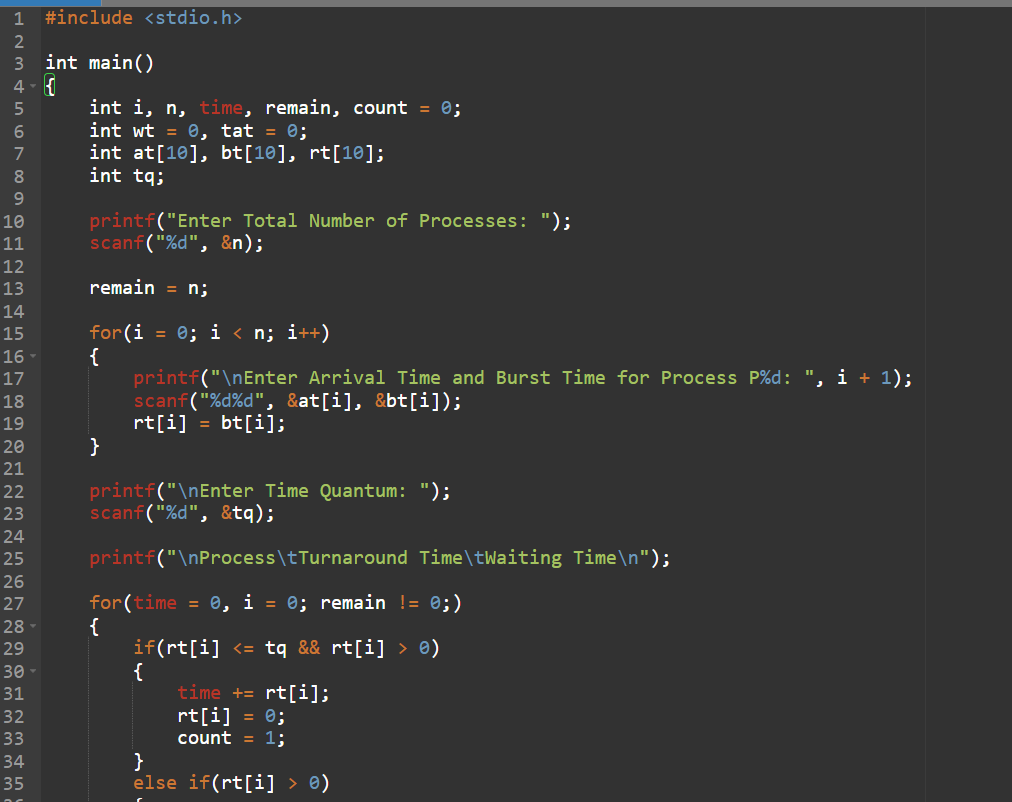 1 #include <stdio.h>
2
3 int main()
4 {
5     int i, n, time, remain, count = 0;
6     int wt = 0, tat = 0;
7     int at[10], bt[10], rt[10];
8     int tq;
9
10     printf("Enter Total Number of Processes: ");
11     scanf("%d", &n);
12
13     remain = n;
14
15     for(i = 0; i < n; i++)
16     {
17         printf("\nEnter Arrival Time and Burst Time for Process P%d: ", i + 1);
18         scanf("%d%d", &at[i], &bt[i]);
19         rt[i] = bt[i];
20     }
21
22     printf("\nEnter Time Quantum: ");
23     scanf("%d", &tq);
24
25     printf("\nProcess\tTurnaround Time\tWaiting Time\n");
26
27     for(time = 0, i = 0; remain != 0;)
28     {
29         if(rt[i] <= tq && rt[i] > 0)
30         {
31             time += rt[i];
32             rt[i] = 0;
33             count = 1;
34         }
35         else if(rt[i] > 0)